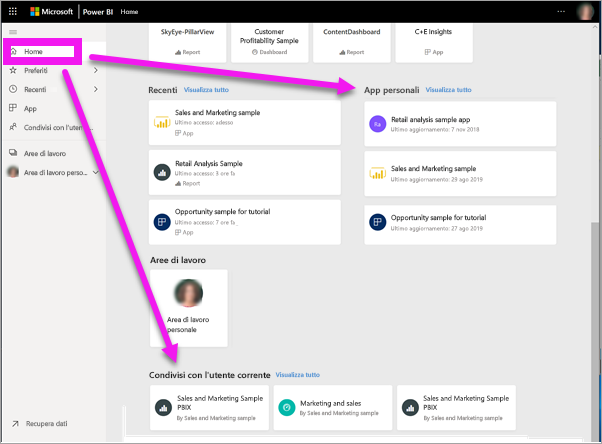 Microsoft Power BI Home
Home
Preferiti
Recenti
App
Condivisi con l'utente ...
Aree di lavoro
Area di lavoro perso...
Recupera dati
SkyEye-PillarView
Report
Customer
Profitability Sample
Dashboard
ContentDashboard
Report
C+E Insights
App
Recenti Visualizza tutto
Sales and Marketing sample
Ultimo accesso: adesso
App
Retail Analysis Sample
Ultimo accesso: 3 ore fa
Report
Opportunity sample for tutorial
Ultimo accesso: 7 ore fa
App
App personali Visualizza tutto
Ra
Retail analysis sample app
Ultimo aggiornamento: 7 nov 2018
Sales and Marketing sample
Ultimo aggiornamento: 29 ago 2019
Opportunity sample for tutorial
Ultimo aggiornamento: 27 ago 2019
Aree di lavoro
Area di lavoro
personale
Condivisi con l'utente corrente Visualizza tutto
Sales and Marketing Sample
PBIX
By Sales and Marketing sample
Marketing and sales
By Sales and Marketing sample
Sales and Marketing Sample
PBIX
By Sales and Marketing sample